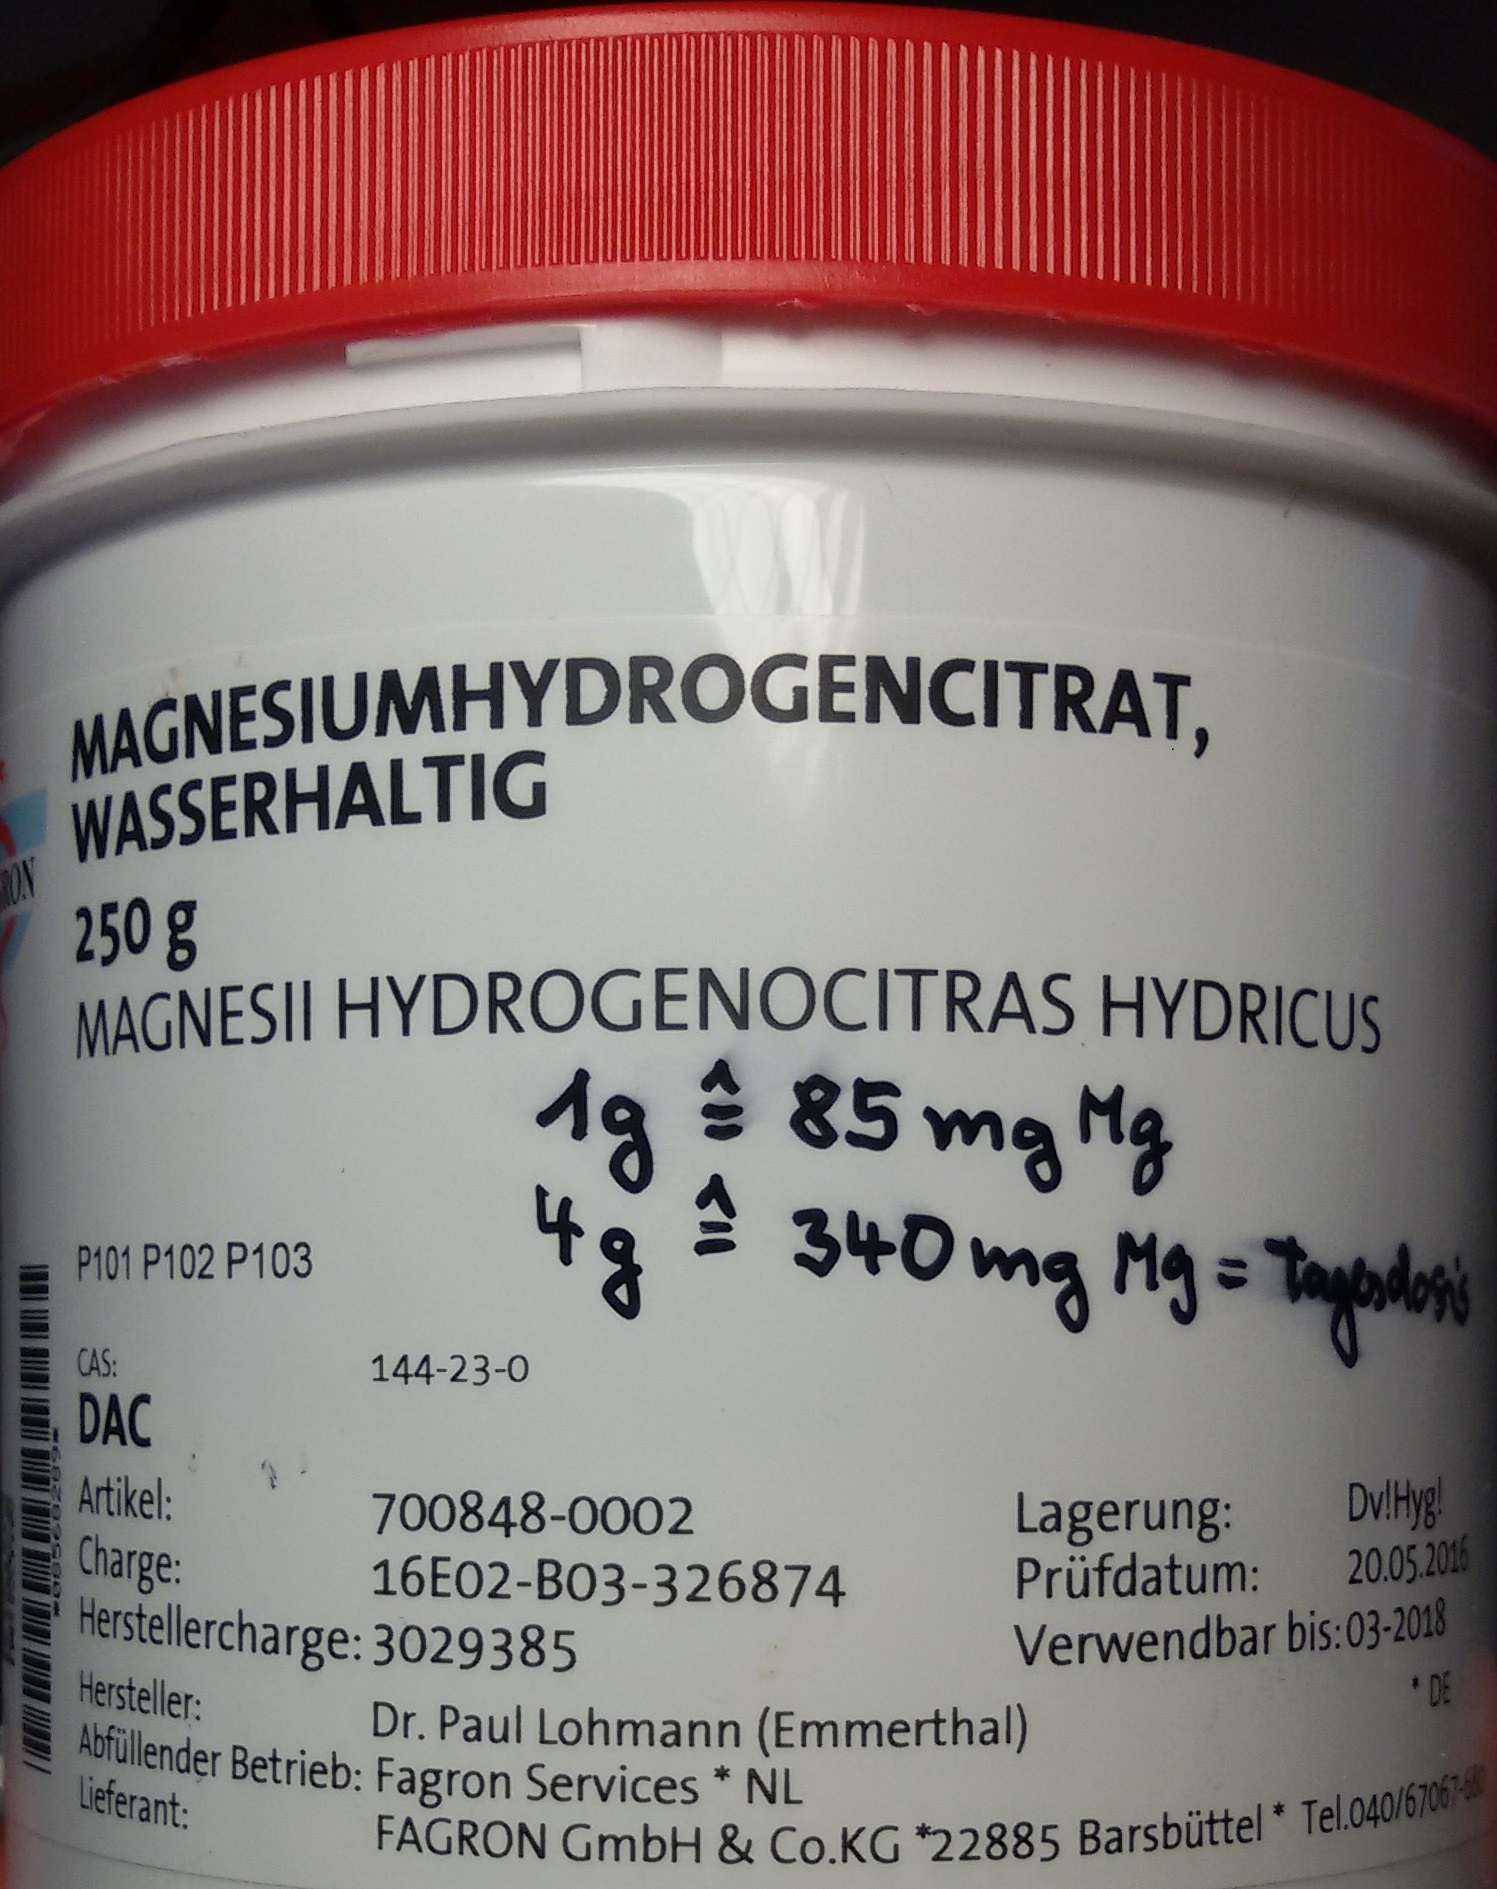 MAGNESIUMHYDROGENCITRAT,
WASSERHALTIG
250 g
MAGNESII HYDROGENOCITRAS HYDRICUS
1g ≙ 85 mg Mg
4g ≙ 340 mg Mg = Tagesdosis
P101 P102 P103
CAS: 144-23-0
DAC
Artikel: 700848-0002
Charge: 16E02-B03-326874
Herstellercharge: 3029385
Lagerung: Dv!Hyg!
Prüfdatum: 20.05.2016
Verwendbar bis: 03-2018
* DE
Hersteller: Dr. Paul Lohmann (Emmerthal)
Abfüllender Betrieb: Fagron Services * NL
Lieferant: FAGRON GmbH & Co.KG *22885 Barsbüttel * Tel.040/67067-